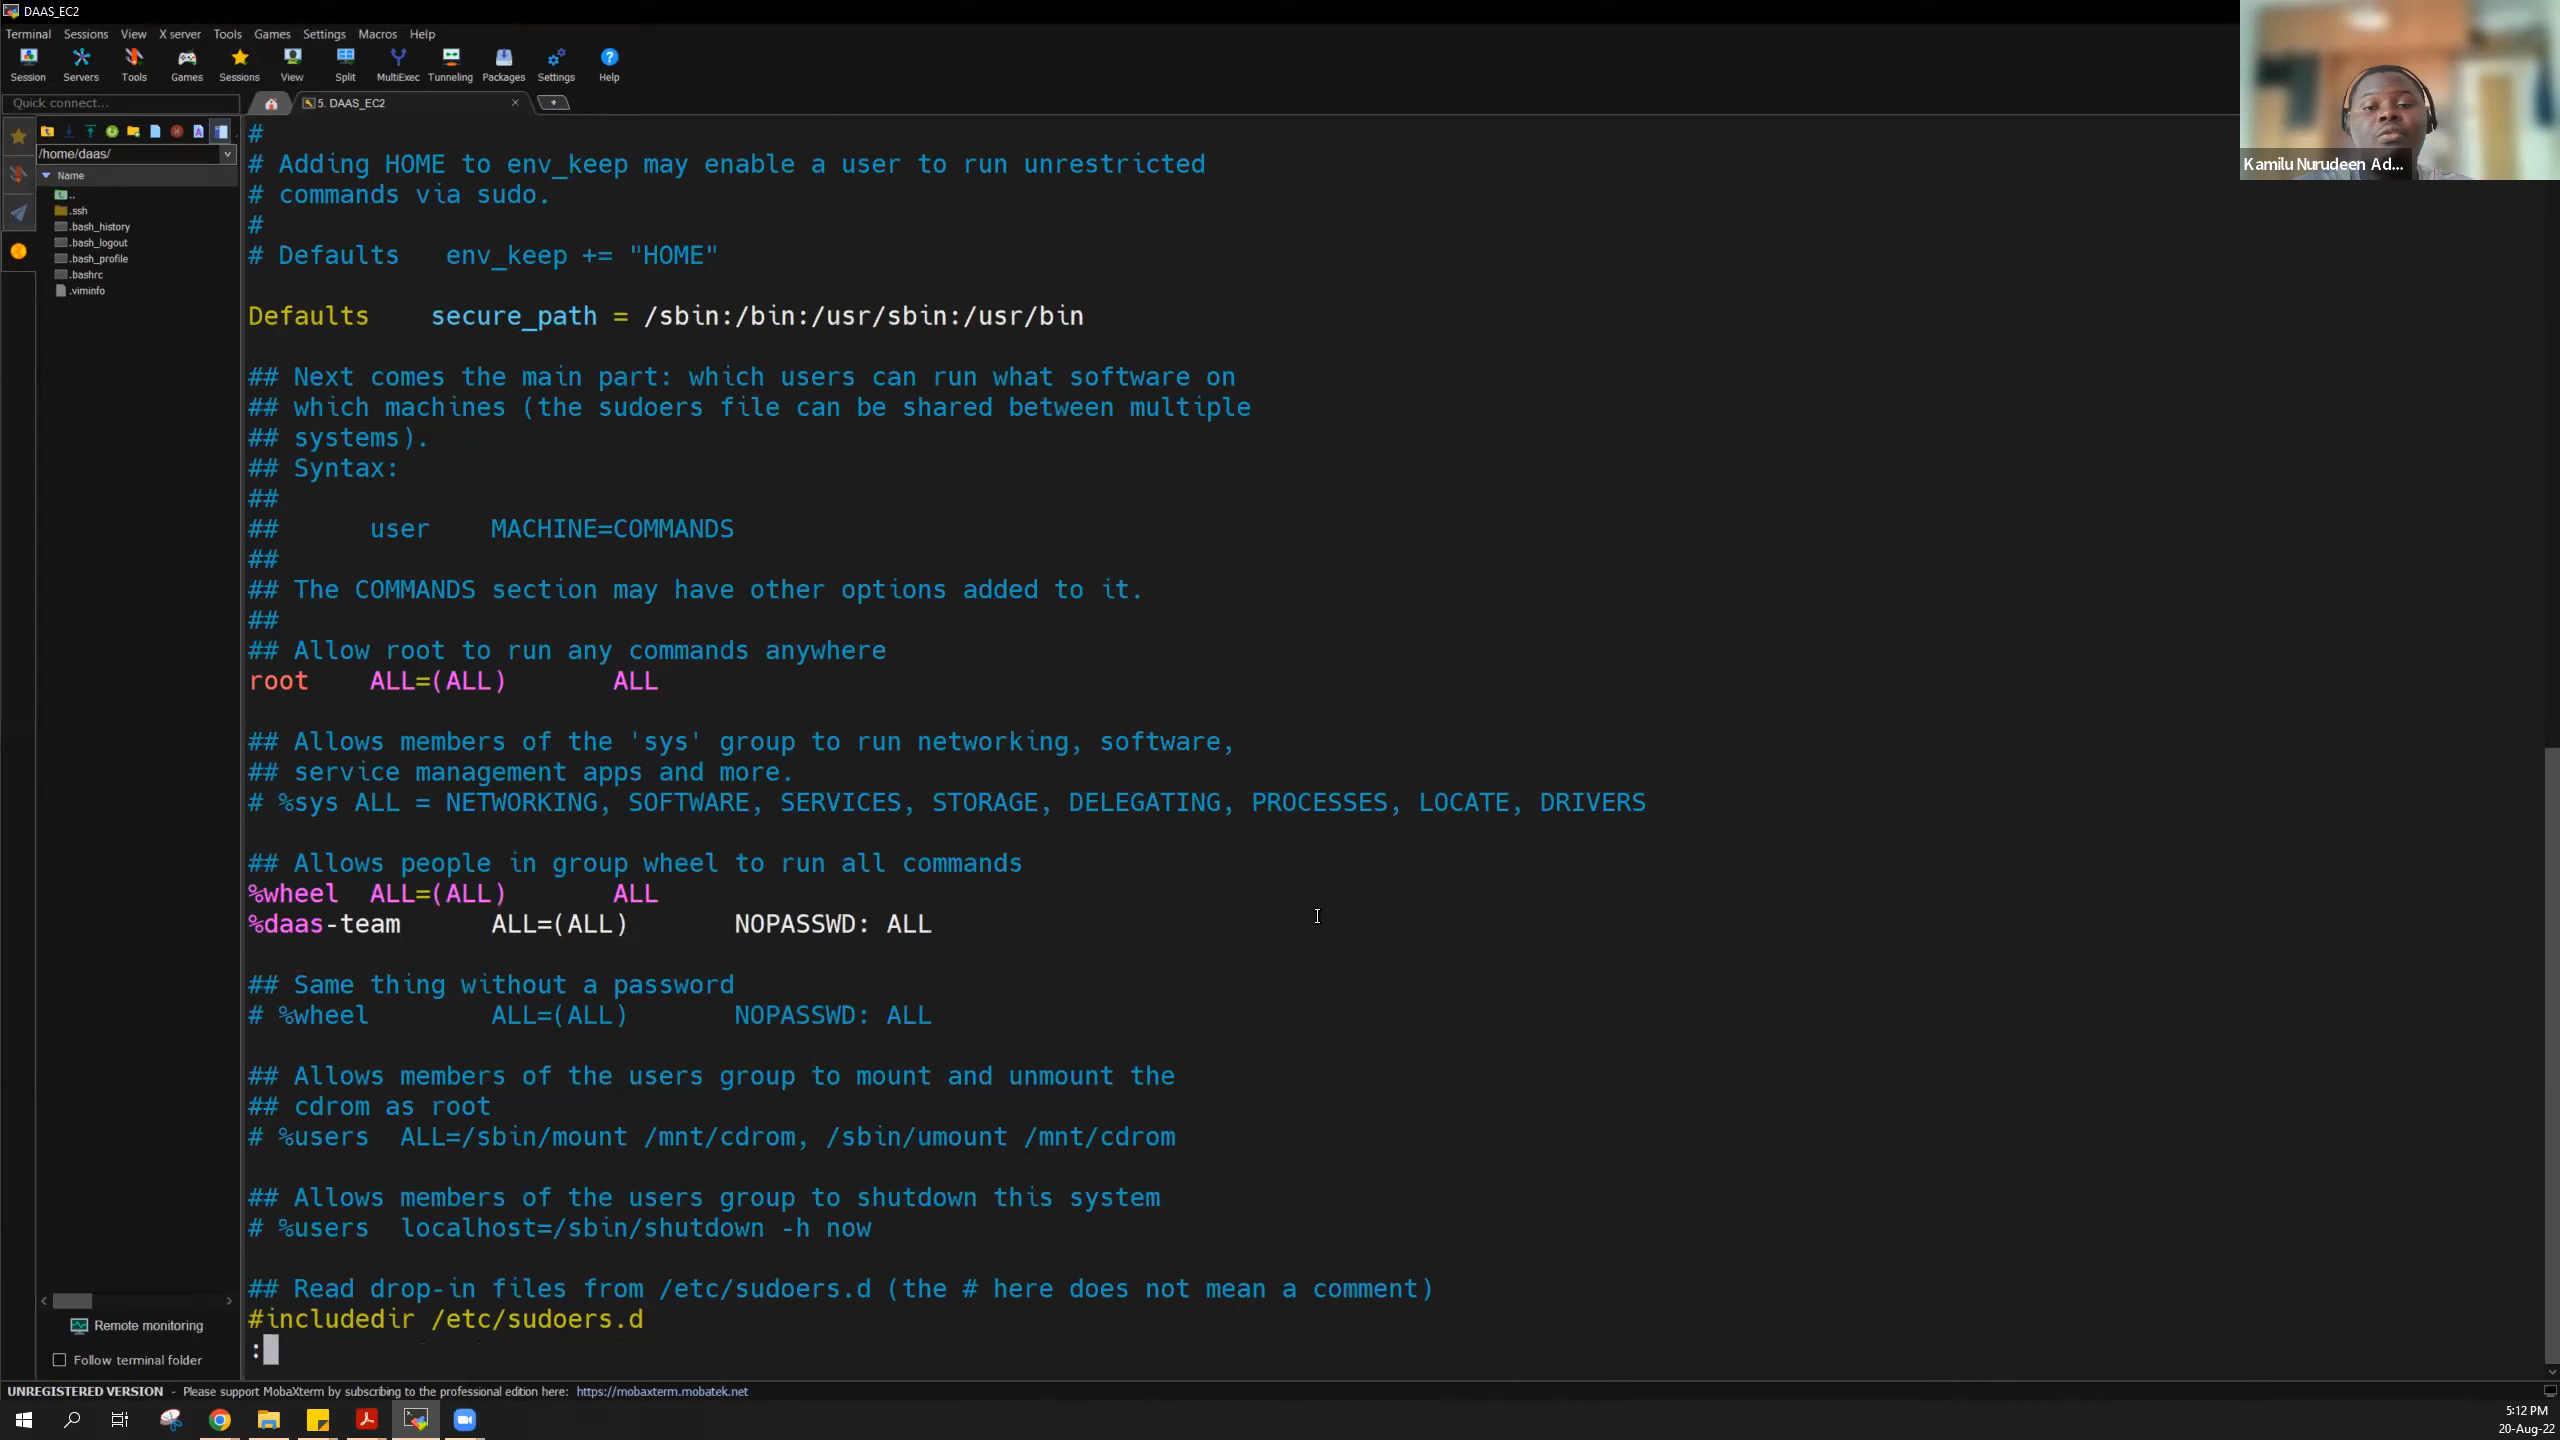 DAAS_EC2
Terminal Sessions View X server Tools Games Settings Macros Help
Session Servers Tools Games Sessions View Split MultiExec Tunneling Packages Settings Help
Quick connect...
5. DAAS_EC2
/home/daas/
Name
..
.ssh
.bash_history
.bash_logout
.bash_profile
.bashrc
.viminfo
Remote monitoring
Follow terminal folder
#
# Adding HOME to env_keep may enable a user to run unrestricted
# commands via sudo.
#
# Defaults   env_keep += "HOME"
Defaults    secure_path = /sbin:/bin:/usr/sbin:/usr/bin
## Next comes the main part: which users can run what software on
## which machines (the sudoers file can be shared between multiple
## systems).
## Syntax:
##
##      user    MACHINE=COMMANDS
##
## The COMMANDS section may have other options added to it.
##
## Allow root to run any commands anywhere
root    ALL=(ALL)       ALL
## Allows members of the 'sys' group to run networking, software,
## service management apps and more.
# %sys ALL = NETWORKING, SOFTWARE, SERVICES, STORAGE, DELEGATING, PROCESSES, LOCATE, DRIVERS
## Allows people in group wheel to run all commands
%wheel  ALL=(ALL)       ALL
%daas-team      ALL=(ALL)       NOPASSWD: ALL
## Same thing without a password
# %wheel        ALL=(ALL)       NOPASSWD: ALL
## Allows members of the users group to mount and unmount the
## cdrom as root
# %users  ALL=/sbin/mount /mnt/cdrom, /sbin/umount /mnt/cdrom
## Allows members of the users group to shutdown this system
# %users  localhost=/sbin/shutdown -h now
## Read drop-in files from /etc/sudoers.d (the # here does not mean a comment)
#includedir /etc/sudoers.d
:
Kamilu Nurudeen Ad...
UNREGISTERED VERSION - Please support MobaXterm by subscribing to the professional edition here: https://mobaxterm.mobatek.net
5:12 PM
20-Aug-22